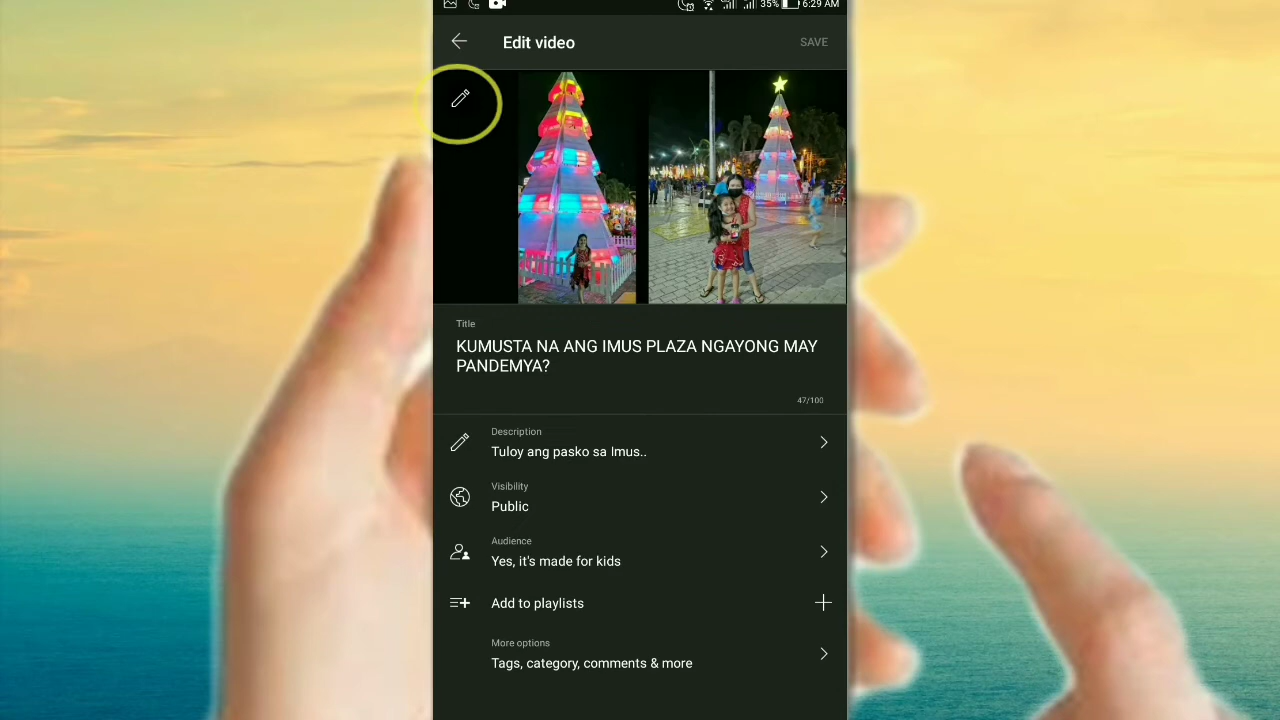 35% 6:29 AM
Edit video
SAVE
Title
KUMUSTA NA ANG IMUS PLAZA NGAYONG MAY
PANDEMYA?
47/100
Description
Tuloy ang pasko sa Imus..
Visibility
Public
Audience
Yes, it's made for kids
Add to playlists
More options
Tags, category, comments & more